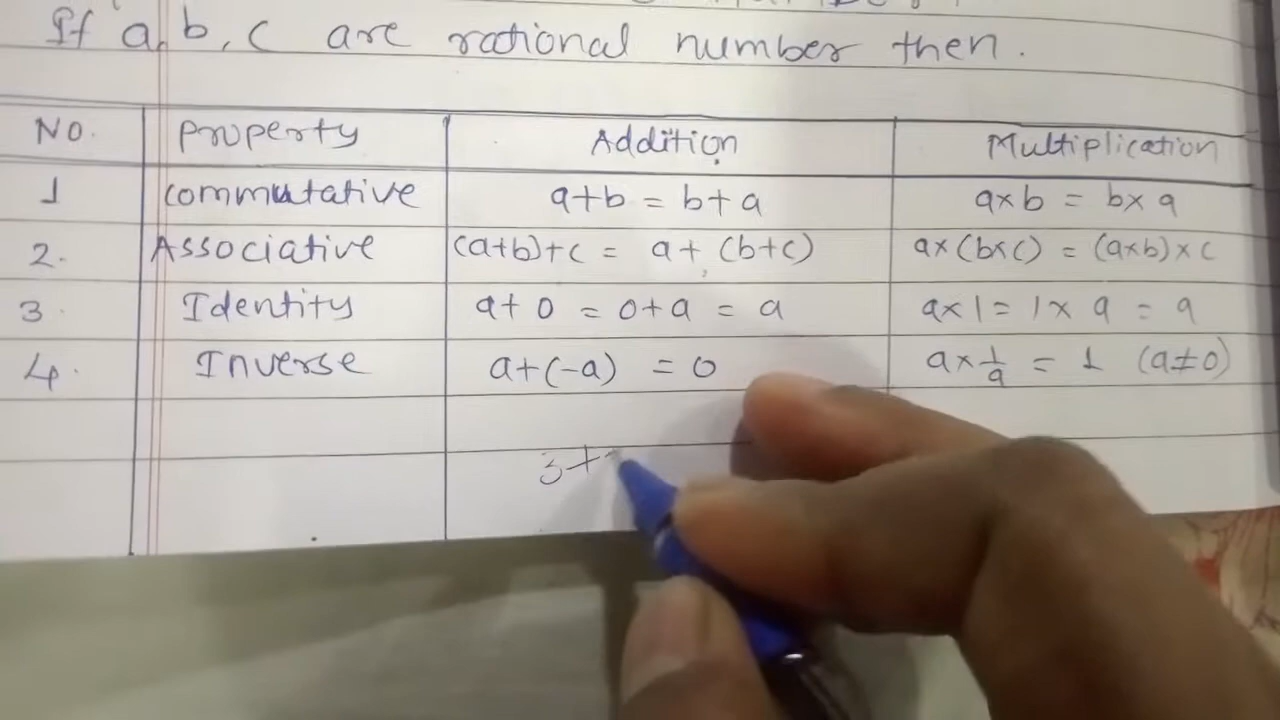 If a, b, c are rational number then.
No. Property Addition Multiplication
1 Commutative a+b = b+a a×b = b×a
2. Associative (a+b)+c = a+ (b+c) a×(b×c) = (a×b)×c
3. Identity a+0 = 0+a = a a×1 = 1×a = a
4. Inverse a+(-a) = 0 a×1/a = 1 (a≠0)
3+